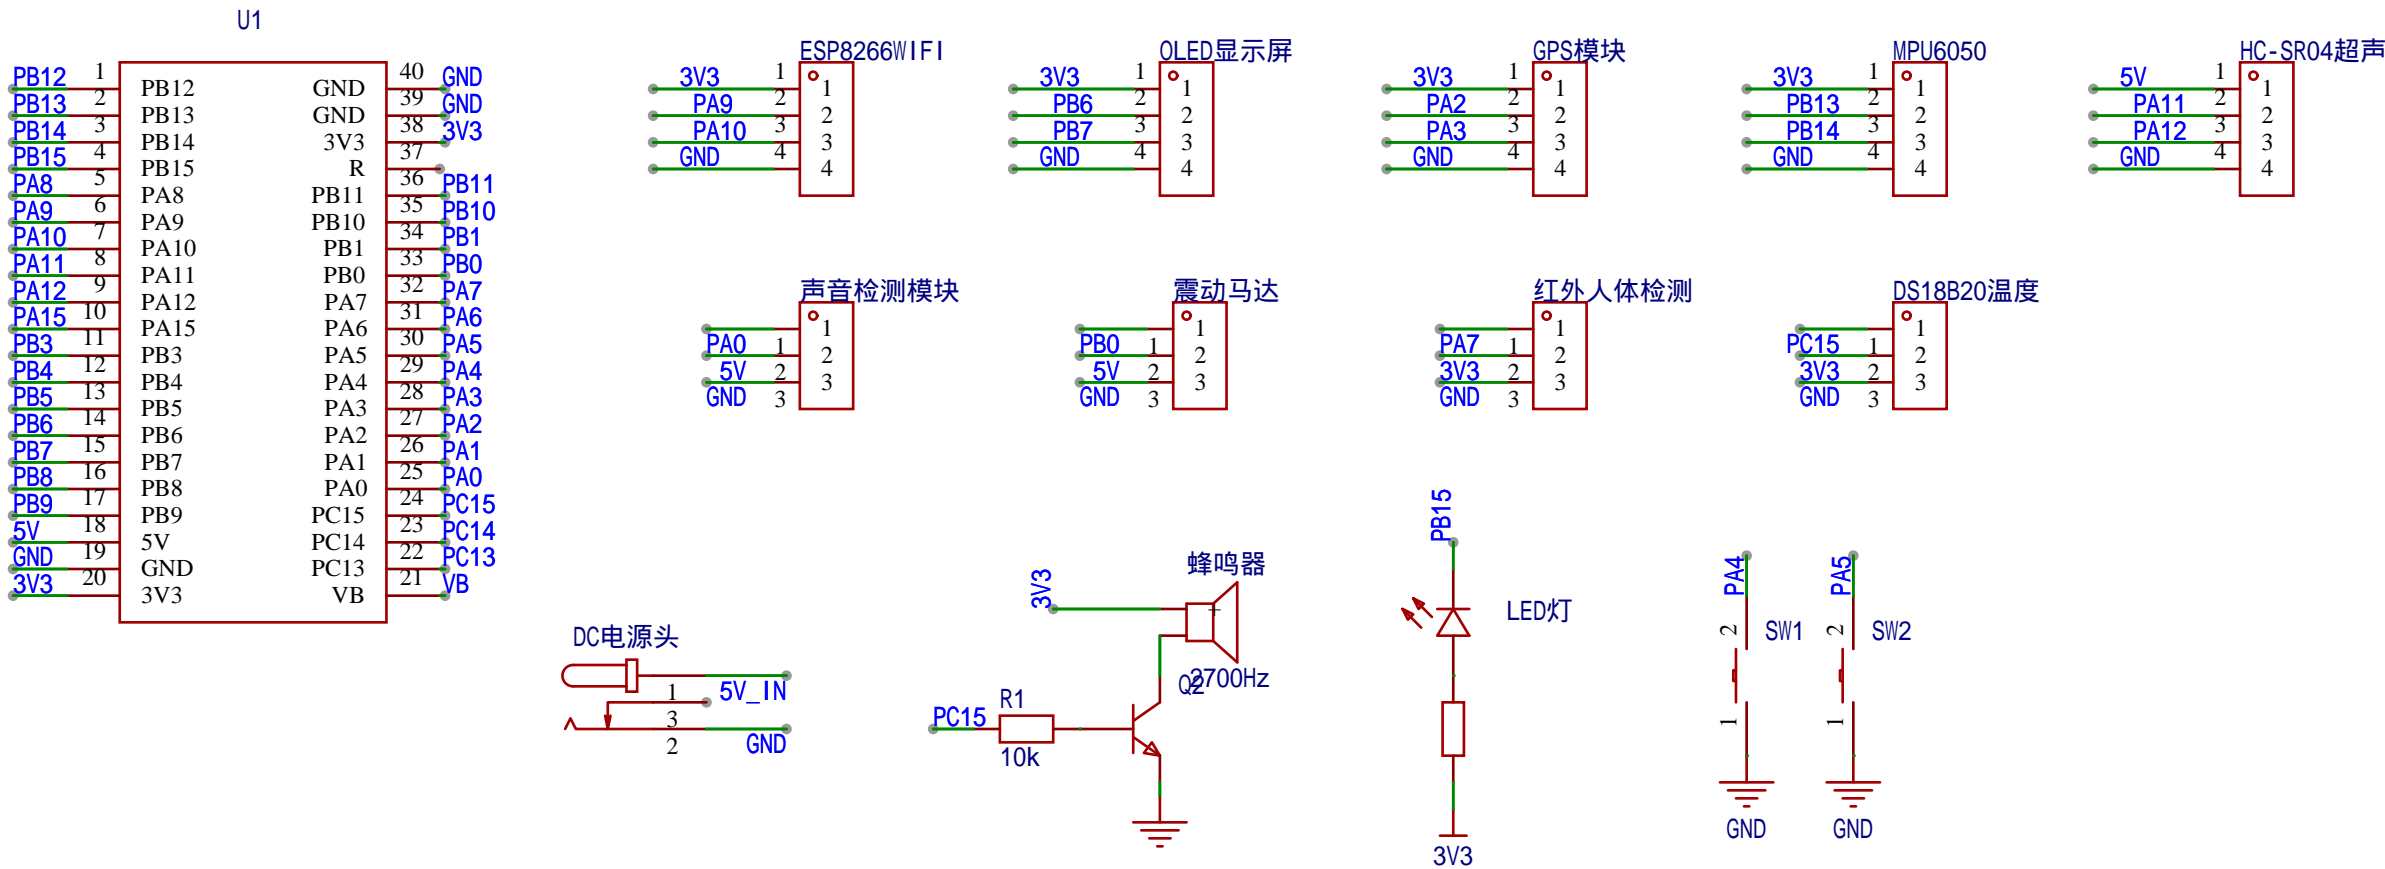 U1
PB12 1 PB12 GND 40 GND
PB13 2 PB13 GND 39 GND
PB14 3 PB14 3V3 38 3V3
PB15 4 PB15 R 37
PA8 5 PA8 PB11 36 PB11
PA9 6 PA9 PB10 35 PB10
PA10 7 PA10 PB1 34 PB1
PA11 8 PA11 PB0 33 PB0
PA12 9 PA12 PA7 32 PA7
PA15 10 PA15 PA6 31 PA6
PB3 11 PB3 PA5 30 PA5
PB4 12 PB4 PA4 29 PA4
PB5 13 PB5 PA3 28 PA3
PB6 14 PB6 PA2 27 PA2
PB7 15 PB7 PA1 26 PA1
PB8 16 PB8 PA0 25 PA0
PB9 17 PB9 PC15 24 PC15
5V 18 5V PC14 23 PC14
GND 19 GND PC13 22 PC13
3V3 20 3V3 VB 21 VB
ESP8266WIFI
3V3 1 1
PA9 2 2
PA10 3 3
GND 4 4
OLED显示屏
3V3 1 1
PB6 2 2
PB7 3 3
GND 4 4
GPS模块
3V3 1 1
PA2 2 2
PA3 3 3
GND 4 4
MPU6050
3V3 1 1
PB13 2 2
PB14 3 3
GND 4 4
HC-SR04超声
5V 1 1
PA11 2 2
PA12 3 3
GND 4 4
声音检测模块
1
PA0 1 2
5V 2 3
GND 3
震动马达
1
PB0 1 2
5V 2 3
GND 3
红外人体检测
1
PA7 1 2
3V3 2 3
GND 3
DS18B20温度
1
PC15 1 2
3V3 2 3
GND 3
DC电源头
1 5V_IN
3
2 GND
蜂鸣器
3V3
2700Hz
Q2
PC15 R1
10k
PB15
LED灯
3V3
PA4
2 SW1
1
GND
PA5
2 SW2
1
GND